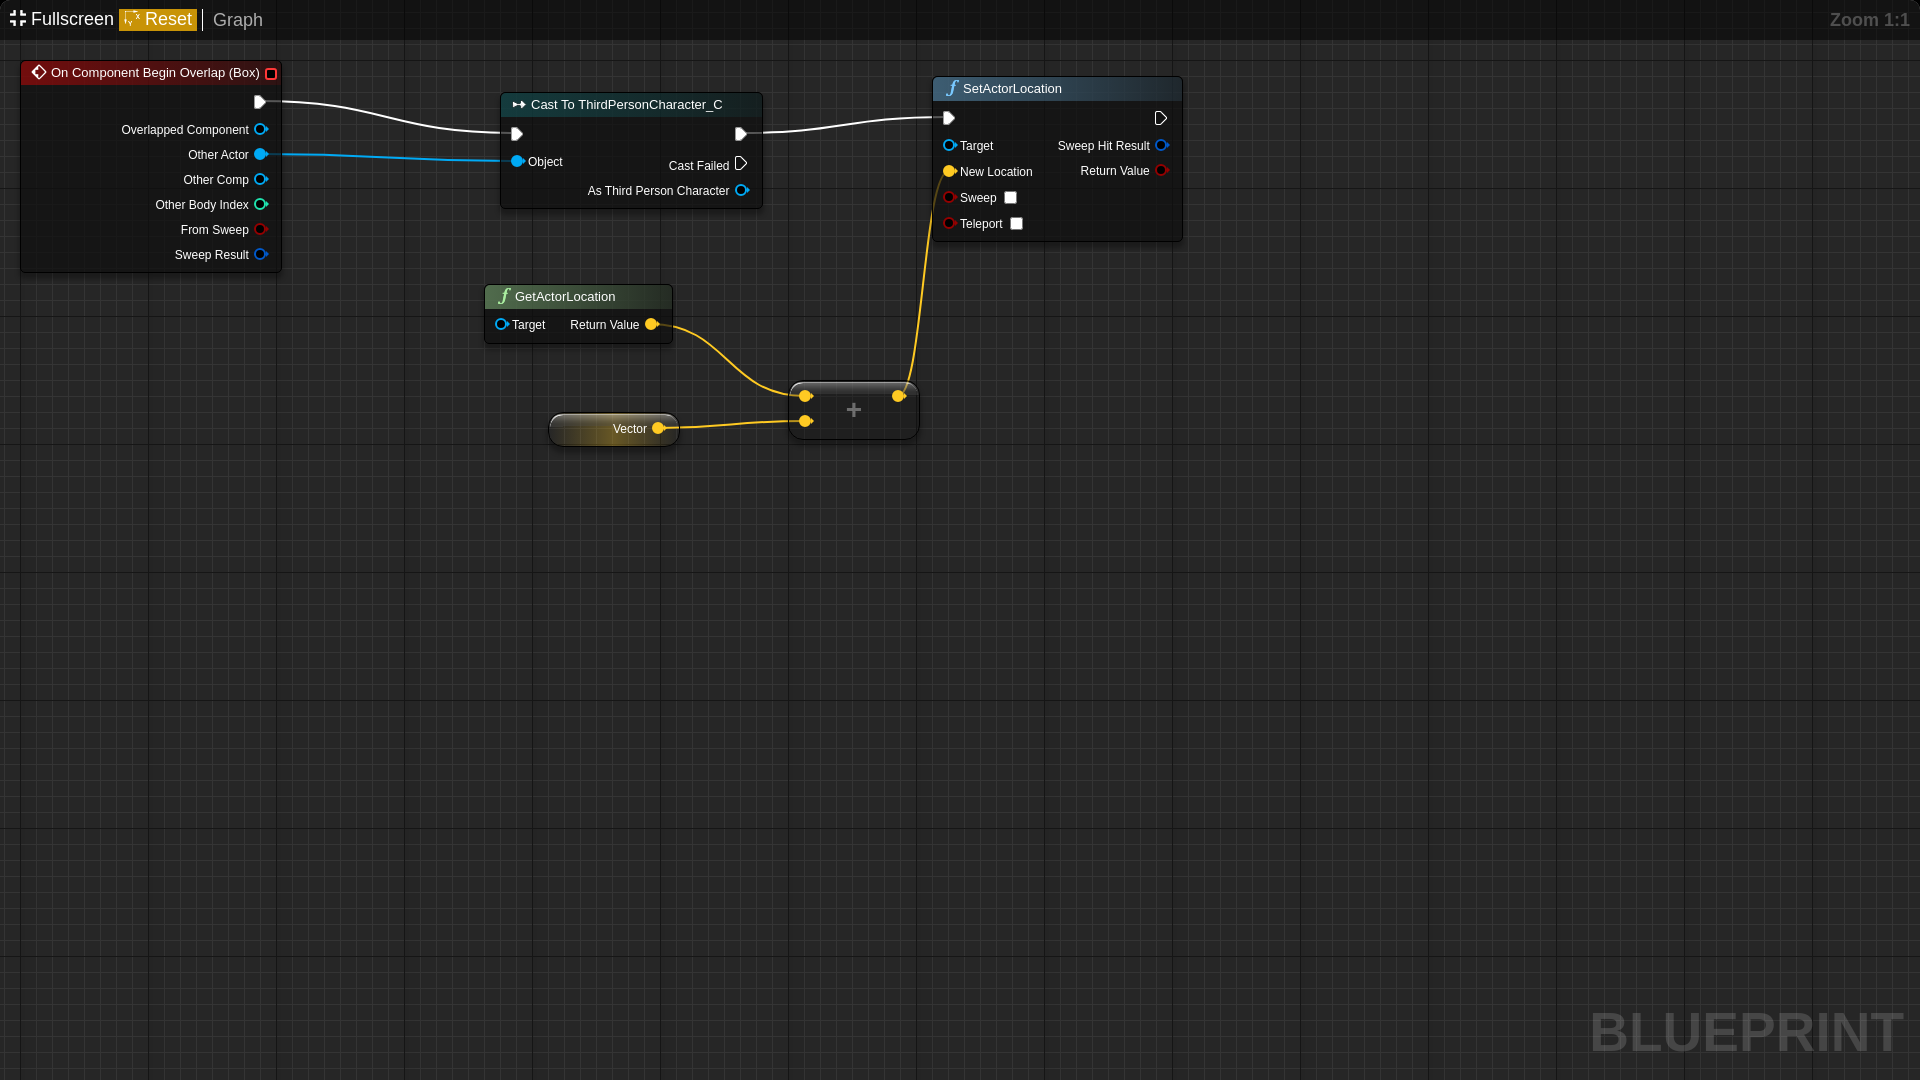 Fullscreen Reset Graph
Zoom 1:1
On Component Begin Overlap (Box)
Overlapped Component
Other Actor
Other Comp
Other Body Index
From Sweep
Sweep Result
Cast To ThirdPersonCharacter_C
Object
Cast Failed
As Third Person Character
SetActorLocation
Target
Sweep Hit Result
New Location
Return Value
Sweep
Teleport
GetActorLocation
Target
Return Value
Vector
+
BLUEPRINT